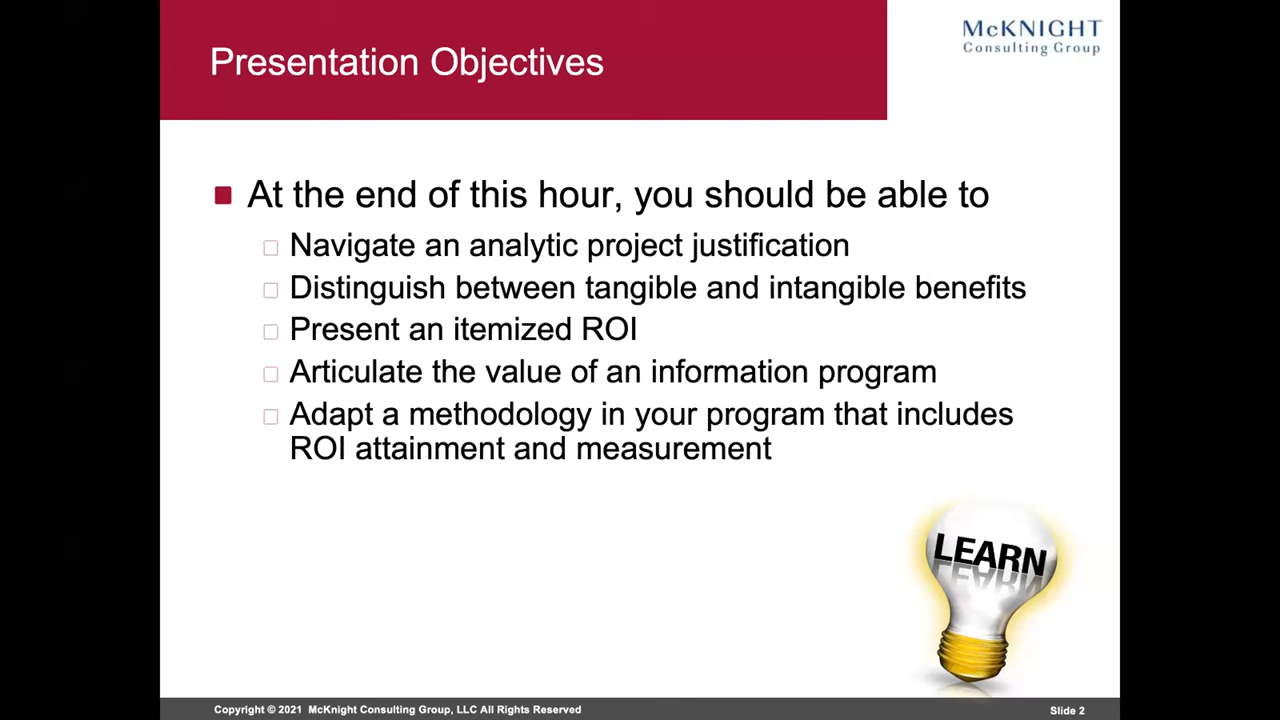 Presentation Objectives
McKNIGHT
Consulting Group
At the end of this hour, you should be able to
Navigate an analytic project justification
Distinguish between tangible and intangible benefits
Present an itemized ROI
Articulate the value of an information program
Adapt a methodology in your program that includes
ROI attainment and measurement
LEARN
Copyright © 2021 McKnight Consulting Group, LLC All Rights Reserved
Slide 2